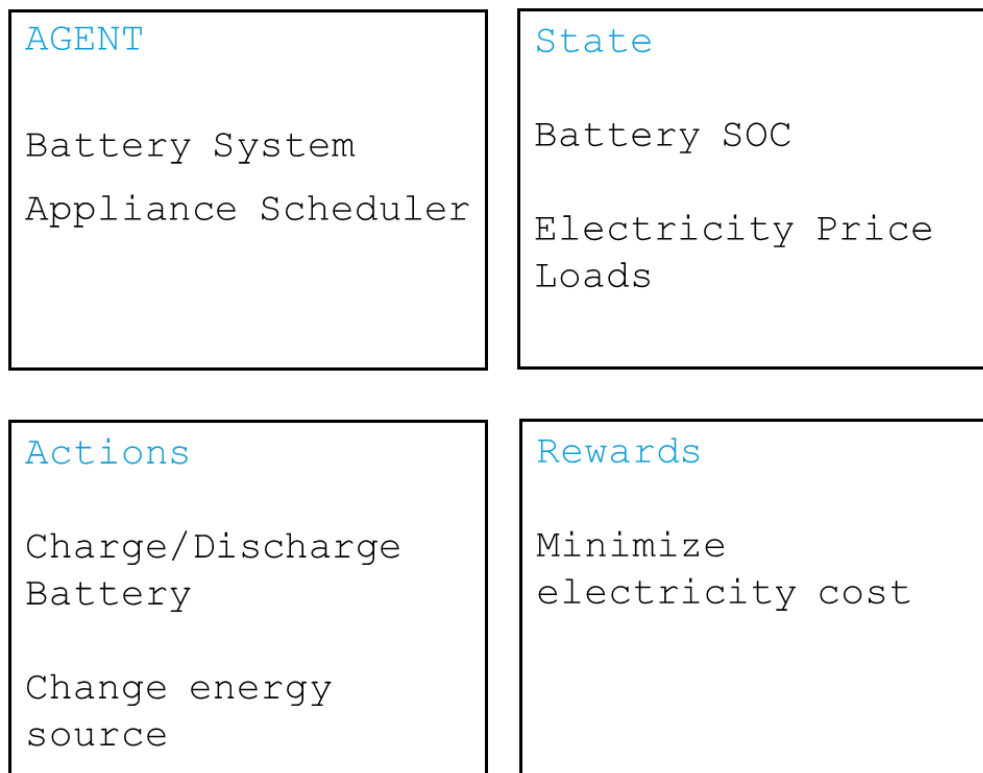 AGENT
Battery System
Appliance Scheduler
State
Battery SOC
Electricity Price
Loads
Actions
Charge/Discharge
Battery
Change energy
source
Rewards
Minimize
electricity cost